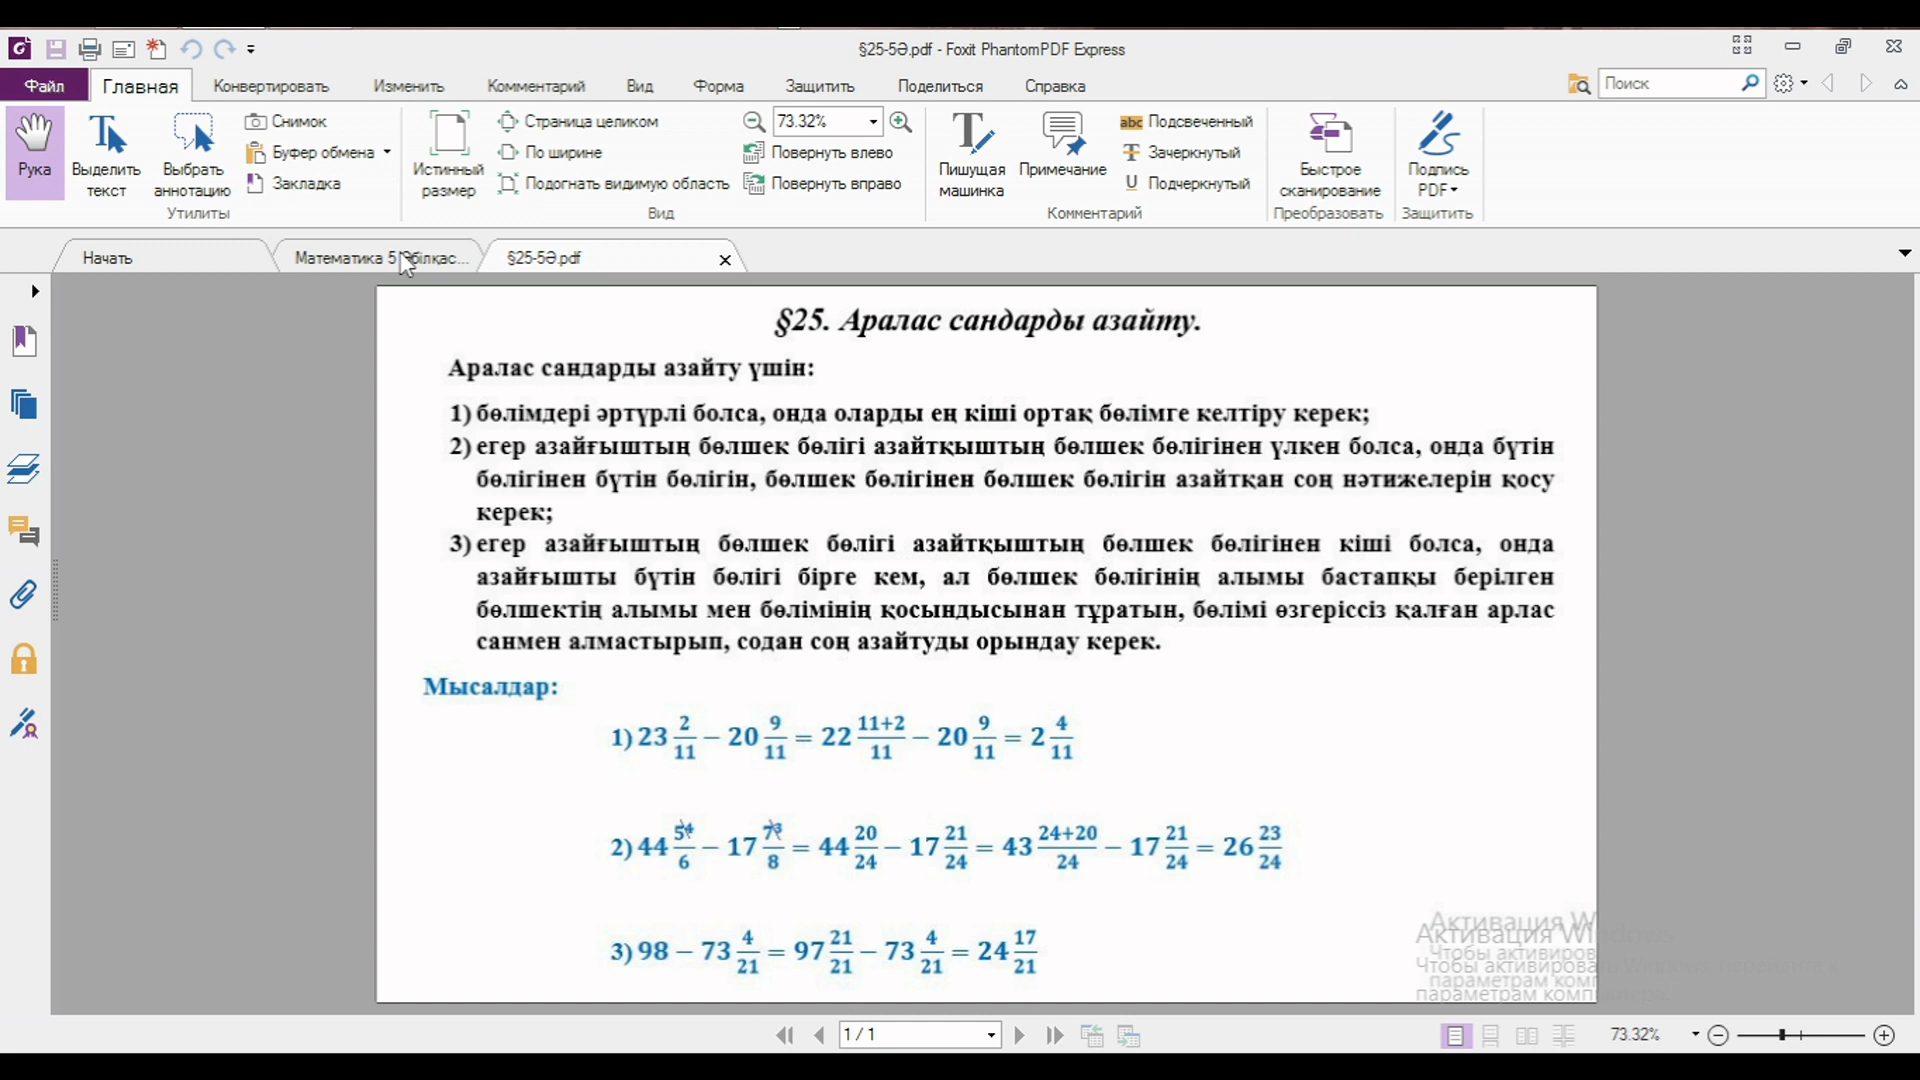 §25-5Ә.pdf - Foxit PhantomPDF Express
Файл Главная Конвертировать Изменить Комментарий Вид Форма Защитить Поделиться Справка Поиск
Рука
Выделить текст
Выбрать аннотацию
Снимок
Буфер обмена
Закладка
Утилиты
Истинный размер
Страница целиком
По ширине
Подогнать видимую область
73.32%
Повернуть влево
Повернуть вправо
Вид
Пишущая машинка
Примечание
abc Подсвеченный
Зачеркнутый
U Подчеркнутый
Комментарий
Быстрое сканирование
Преобразовать
Подпись PDF
Защитить
Начать Математика 5 §25-5Ә.pdf
§25. Аралас сандарды азайту.
Аралас сандарды азайту үшін:
1) бөлімдері әртүрлі болса, онда оларды ең кіші ортақ бөлімге келтіру керек;
2) егер азайғыштың бөлшек бөлігі азайтқыштың бөлшек бөлігінен үлкен болса, онда бүтін
бөлігінен бүтін бөлігін, бөлшек бөлігінен бөлшек бөлігін азайтқан соң нәтижелерін қосу
керек;
3) егер азайғыштың бөлшек бөлігі азайтқыштың бөлшек бөлігінен кіші болса, онда
азайғышты бүтін бөлігі бірге кем, ал бөлшек бөлігінің алымы бастапқы берілген
бөлшектің алымы мен бөлімінің қосындысынан тұратын, бөлімі өзгеріссіз қалған арлас
санмен алмастырып, содан соң азайтуды орындау керек.
Мысалдар:
1) 23 2/11 − 20 9/11 = 22 11+2/11 − 20 9/11 = 2 4/11
2) 44 5\4/6 − 17 7\3/8 = 44 20/24 − 17 21/24 = 43 24+20/24 − 17 21/24 = 26 23/24
3) 98 − 73 4/21 = 97 21/21 − 73 4/21 = 24 17/21
Активация W
Чтобы активиров
параметрам комп
1 / 1 73.32%